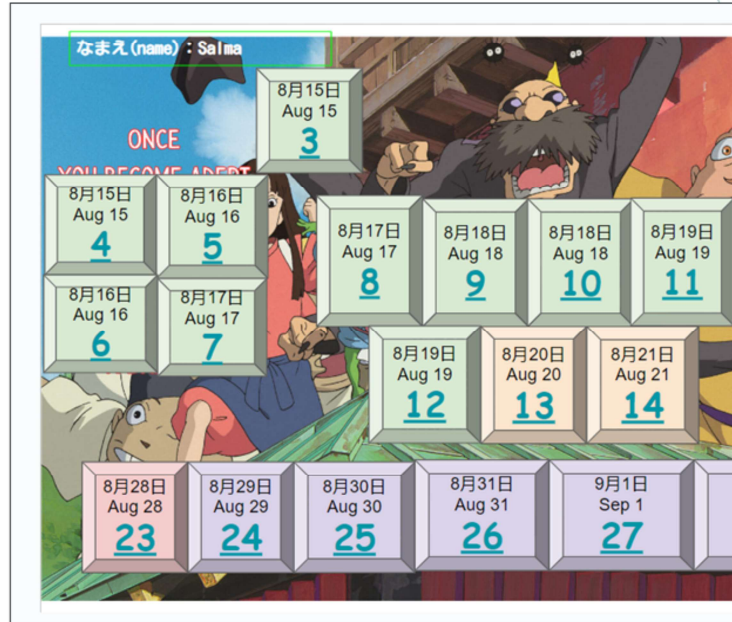 なまえ(name)：Salma
8月15日
Aug 15
3
ONCE
YOU BECOME ADEPT
8月15日
Aug 15
4
8月16日
Aug 16
5
8月17日
Aug 17
8
8月18日
Aug 18
9
8月18日
Aug 18
10
8月19日
Aug 19
11
8月16日
Aug 16
6
8月17日
Aug 17
7
8月19日
Aug 19
12
8月20日
Aug 20
13
8月21日
Aug 21
14
8月28日
Aug 28
23
8月29日
Aug 29
24
8月30日
Aug 30
25
8月31日
Aug 31
26
9月1日
Sep 1
27